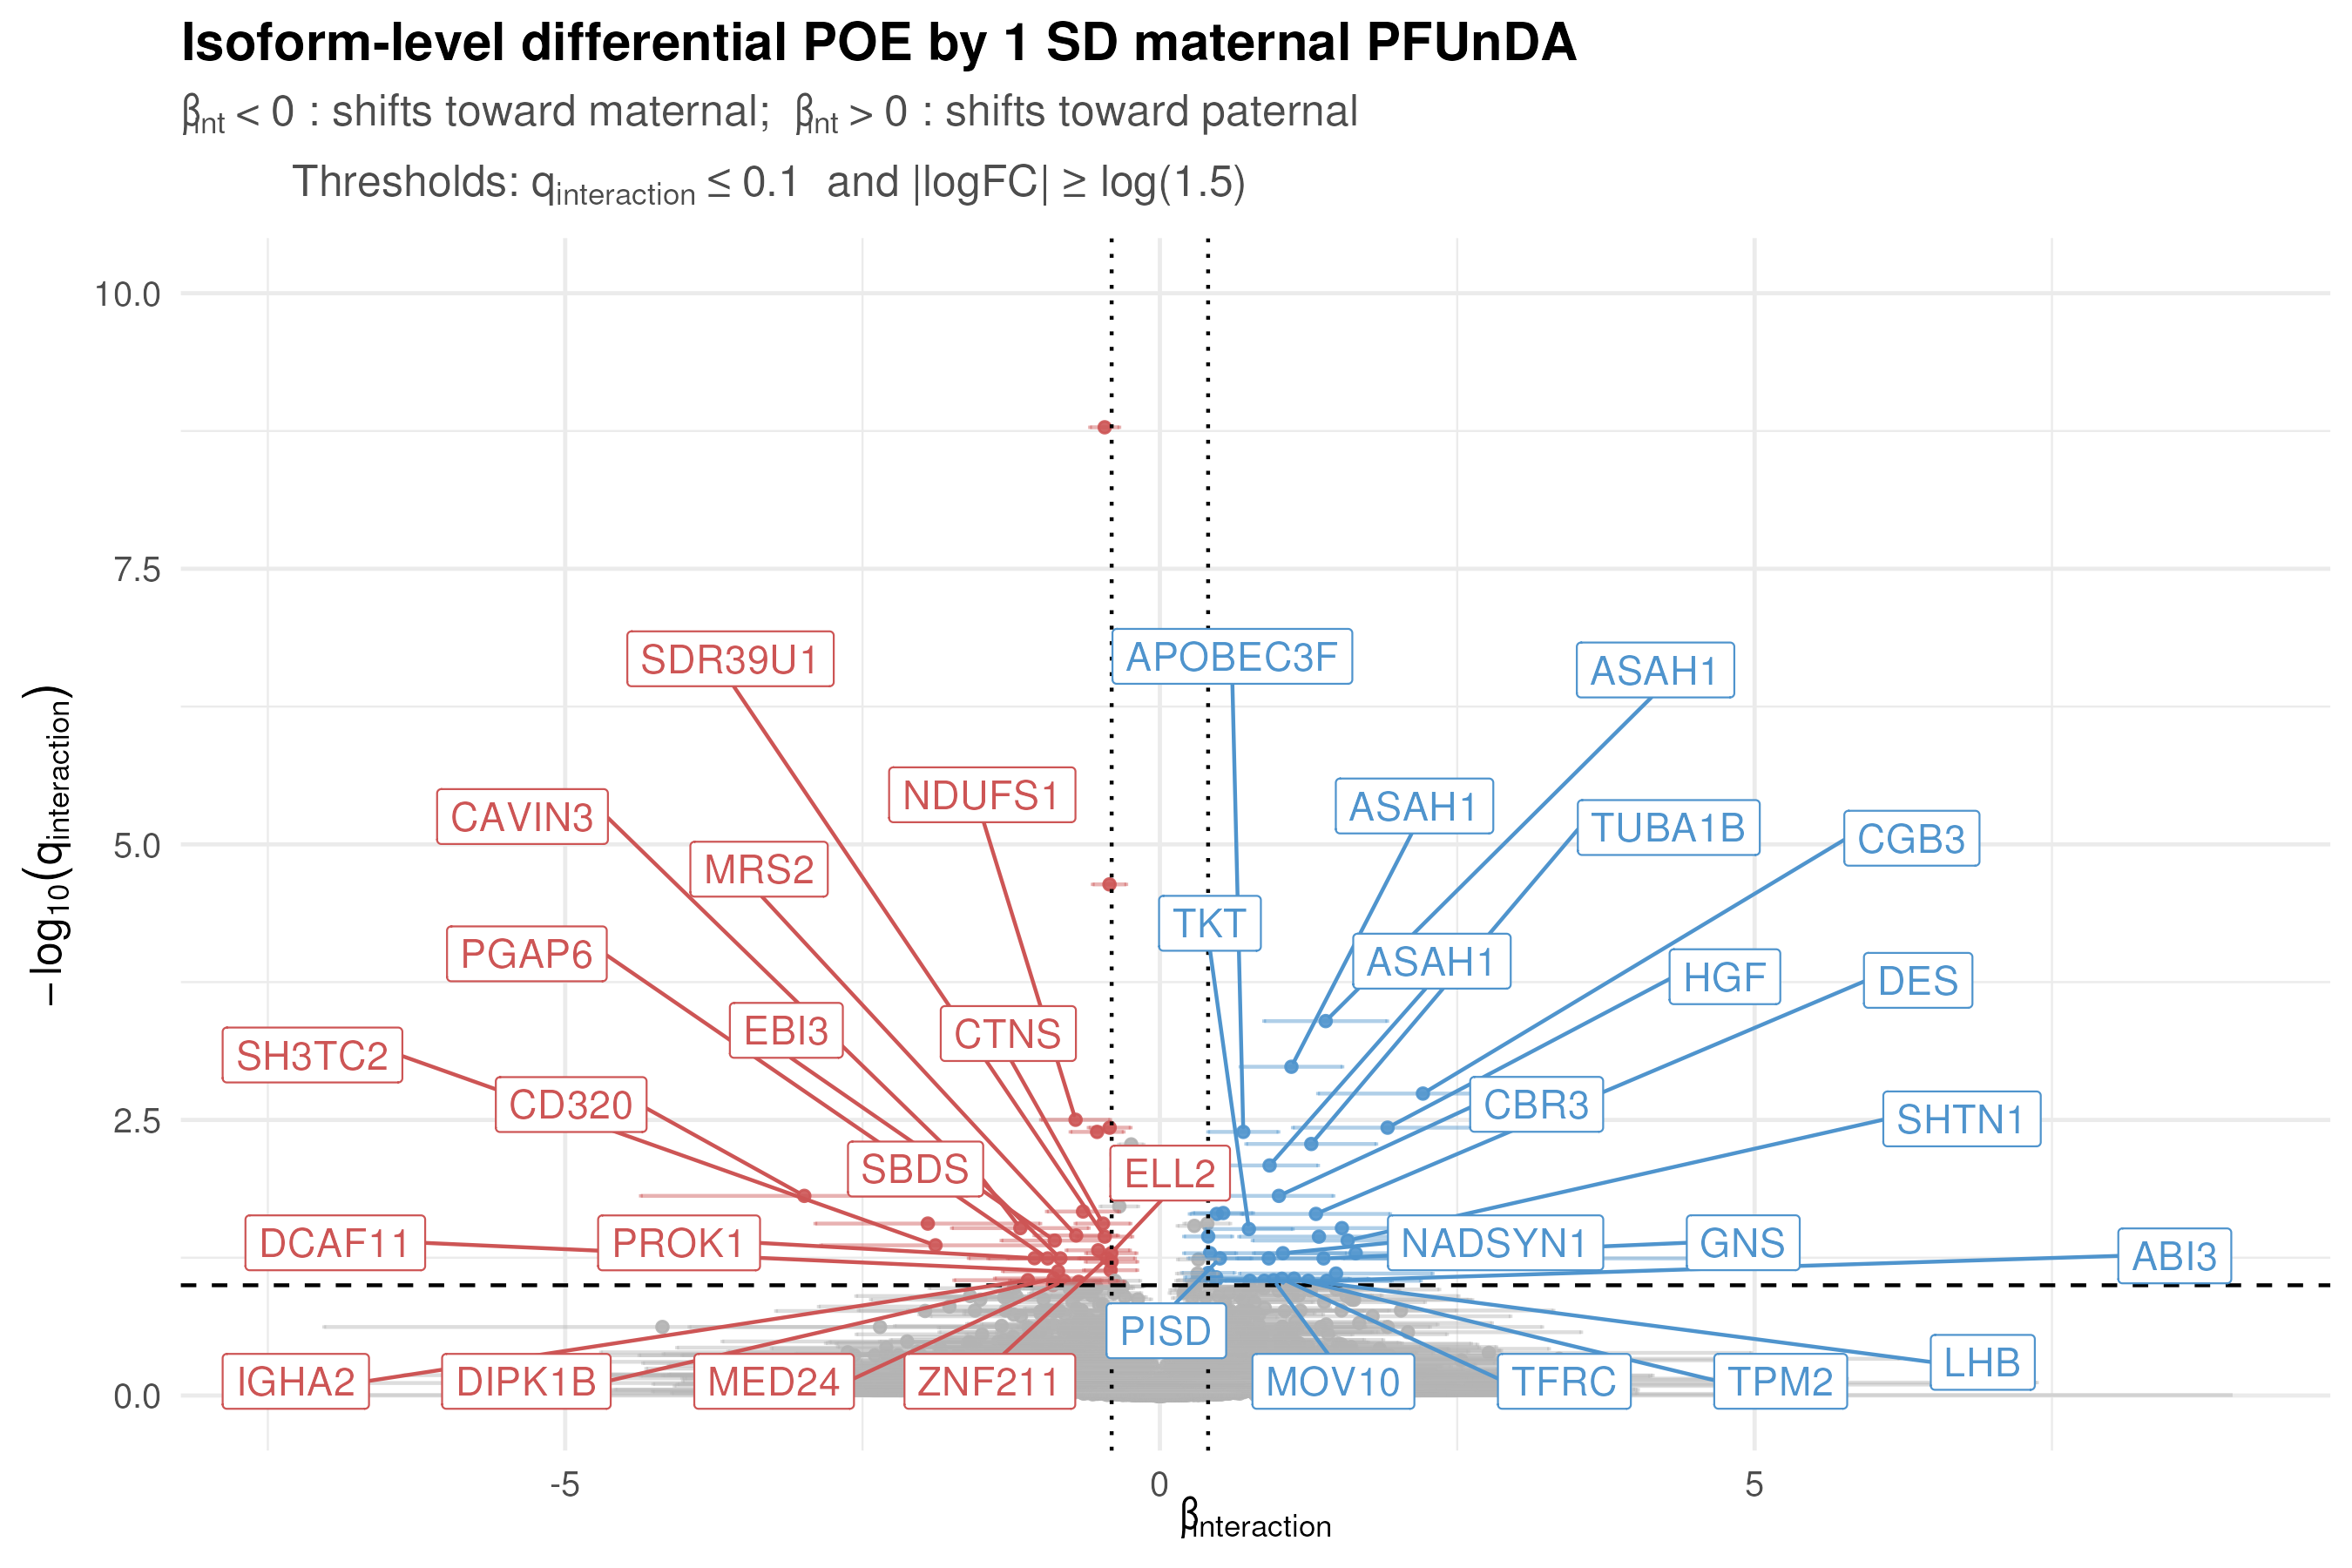 Isoform-level differential POE by 1 SD maternal PFUnDA
βint < 0 : shifts toward maternal;  βint > 0 : shifts toward paternal
Thresholds: qinteraction ≤ 0.1  and |logFC| ≥ log(1.5)
10.0
7.5
5.0
2.5
0.0
−log10(qinteraction)
SDR39U1
APOBEC3F
ASAH1
NDUFS1
CAVIN3
ASAH1
TUBA1B
CGB3
MRS2
TKT
PGAP6
ASAH1
HGF
DES
EBI3
CTNS
SH3TC2
CD320
CBR3
SHTN1
SBDS
ELL2
DCAF11
PROK1
NADSYN1
GNS
ABI3
PISD
LHB
IGHA2
DIPK1B
MED24
ZNF211
MOV10
TFRC
TPM2
-5
0
5
βinteraction